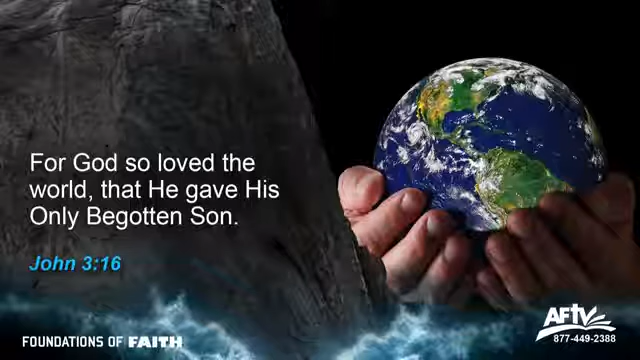 For God so loved the
world, that He gave His
Only Begotten Son.
John 3:16
FOUNDATIONS OF FAITH
AFtv
877-449-2388